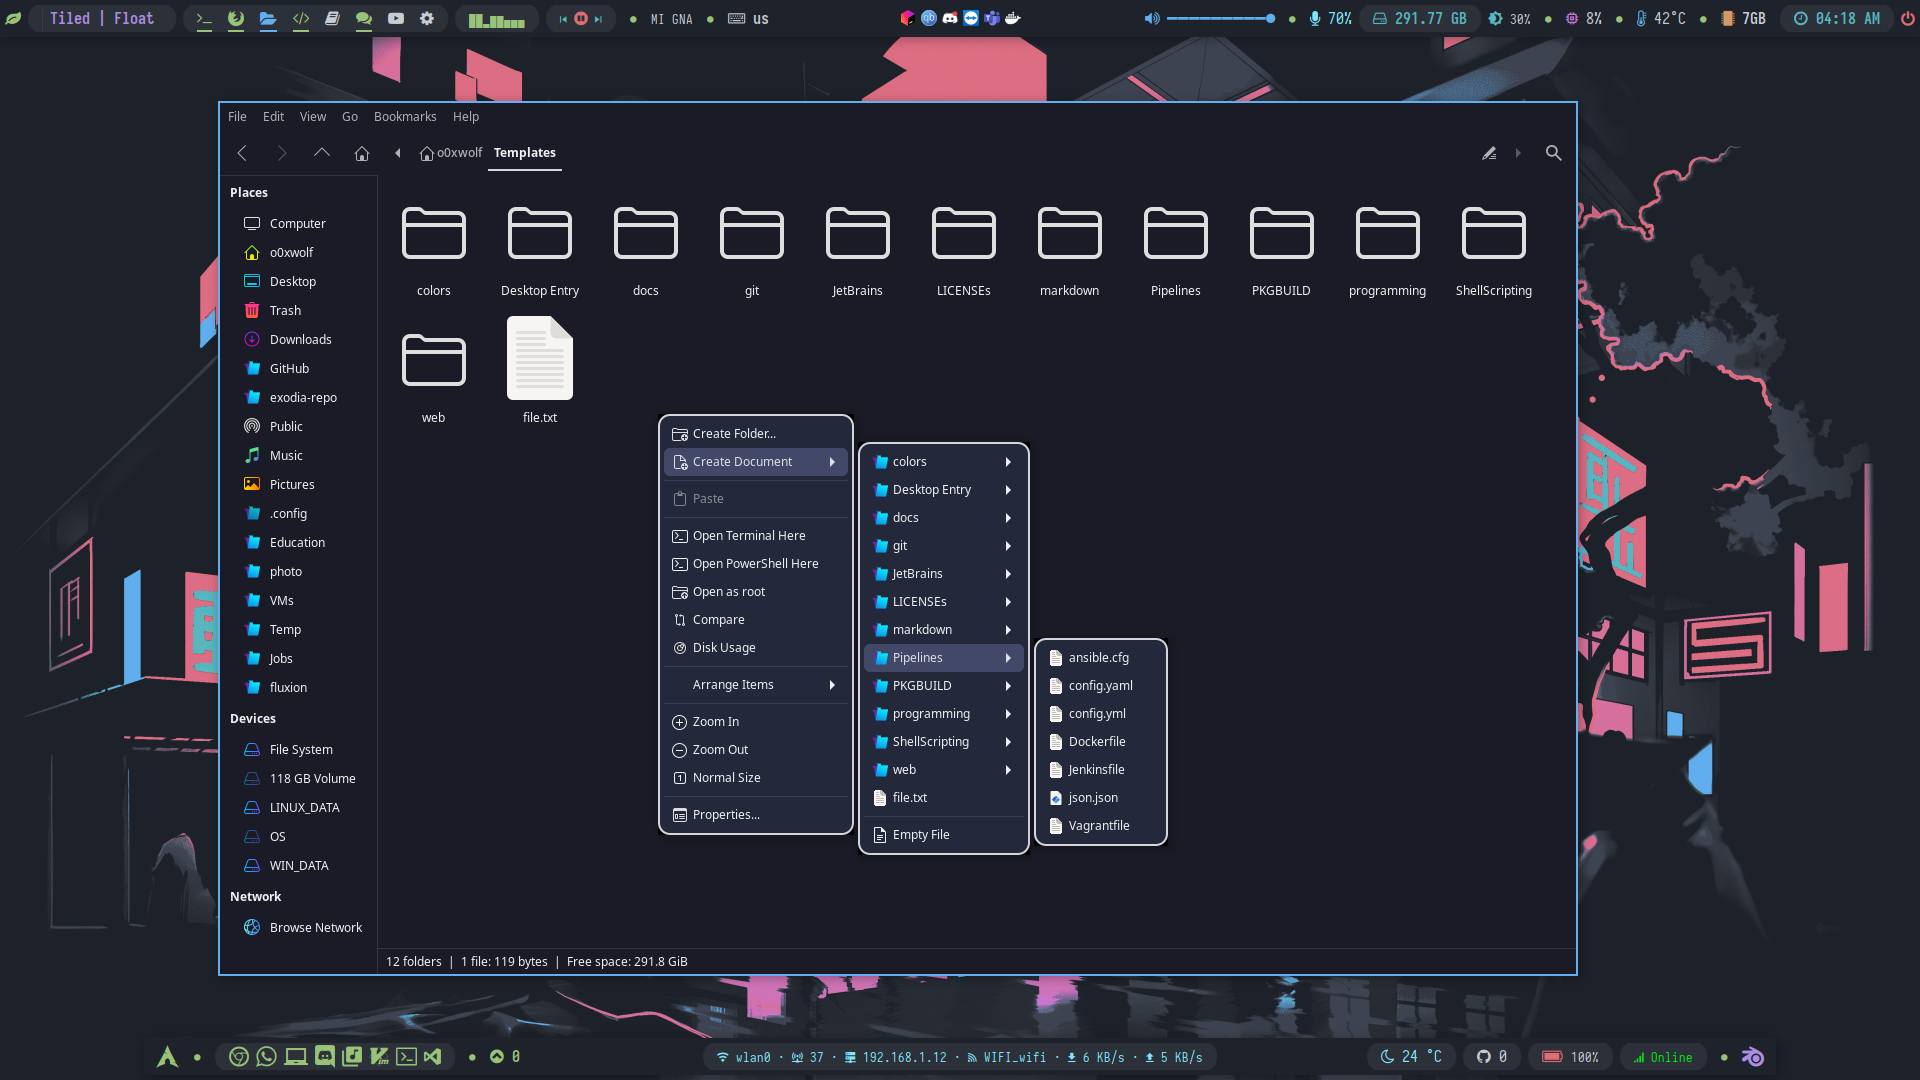 Tiled | Float
MI GNA
us
70%
291.77 GB
30%
8%
42°C
7GB
04:18 AM
File Edit View Go Bookmarks Help
o0xwolf Templates
Places
Computer
o0xwolf
Desktop
Trash
Downloads
GitHub
exodia-repo
Public
Music
Pictures
.config
Education
photo
VMs
Temp
Jobs
fluxion
Devices
File System
118 GB Volume
LINUX_DATA
OS
WIN_DATA
Network
Browse Network
colors Desktop Entry docs git JetBrains LICENSEs markdown Pipelines PKGBUILD programming ShellScripting
web file.txt
Create Folder...
Create Document
Paste
Open Terminal Here
Open PowerShell Here
Open as root
Compare
Disk Usage
Arrange Items
Zoom In
Zoom Out
Normal Size
Properties...
colors
Desktop Entry
docs
git
JetBrains
LICENSEs
markdown
Pipelines
PKGBUILD
programming
ShellScripting
web
file.txt
Empty File
ansible.cfg
config.yaml
config.yml
Dockerfile
Jenkinsfile
json.json
Vagrantfile
12 folders | 1 file: 119 bytes | Free space: 291.8 GiB
0
wlan0 · 37 · 192.168.1.12 · WIFI_wifi · 6 KB/s · 5 KB/s
24 °C
0
100%
Online